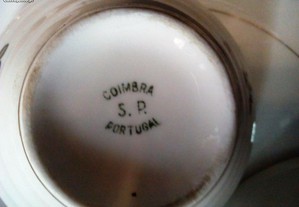 COIMBRA
S. P.
PORTUGAL